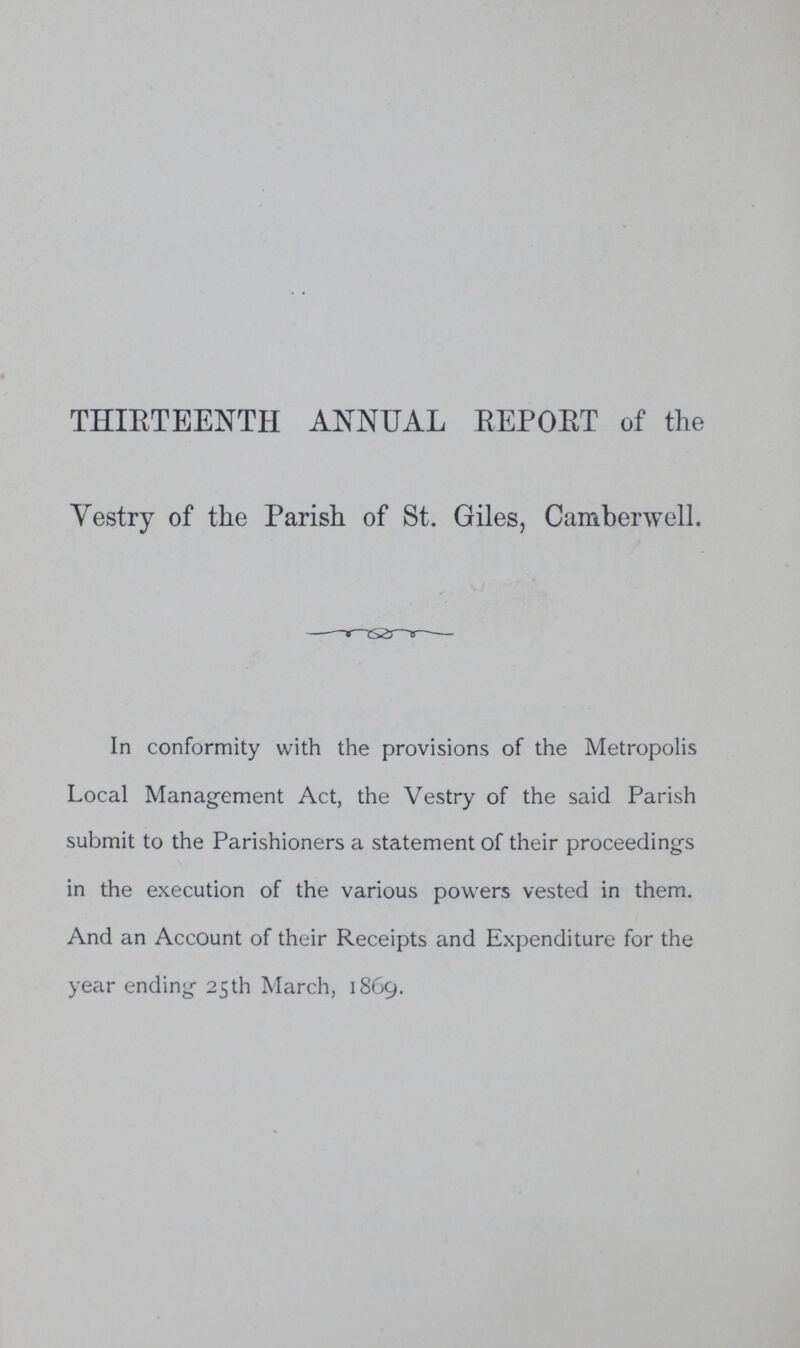 THIRTEENTH ANNUAL REPORT of the
Vestry of the Parish of St. Giles, Camberwell.
In conformity with the provisions of the Metropolis
Local Management Act, the Vestry of the said Parish
submit to the Parishioners a statement of their proceedings
in the execution of the various powers vested in them.
And an Account of their Receipts and Expenditure for the
year ending 25th March, 1869.